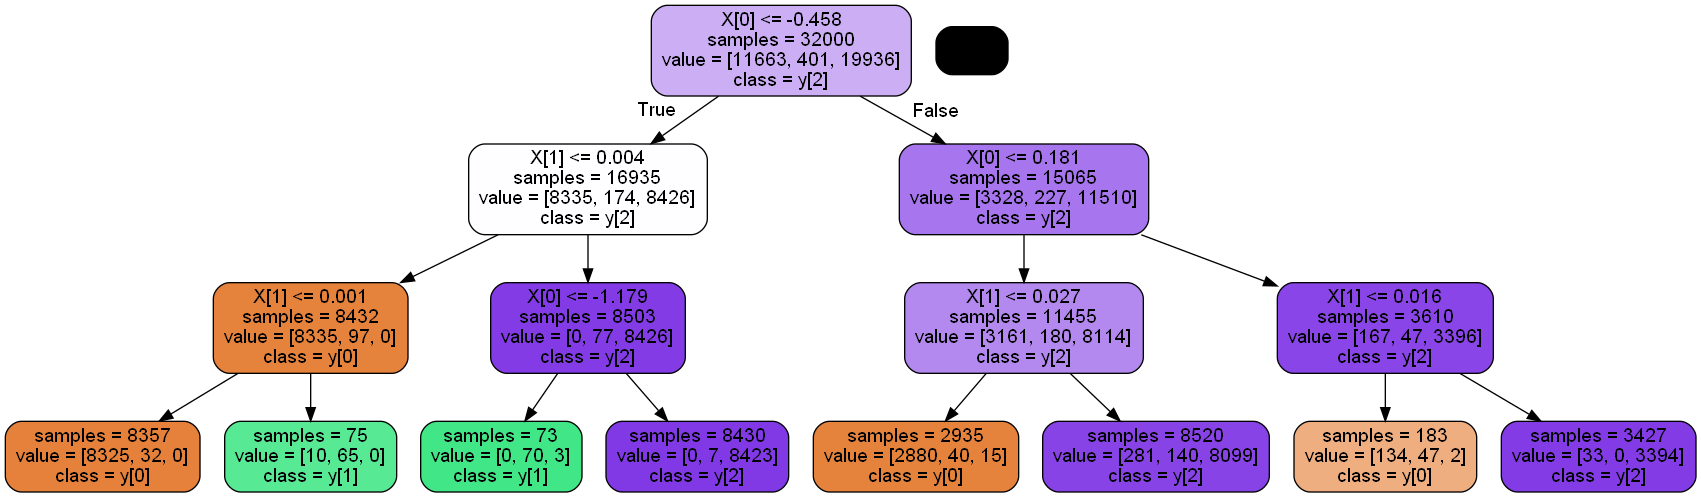 X[0] <= -0.458
samples = 32000
value = [11663, 401, 19936]
class = y[2]
True
False
X[1] <= 0.004
samples = 16935
value = [8335, 174, 8426]
class = y[2]
X[0] <= 0.181
samples = 15065
value = [3328, 227, 11510]
class = y[2]
X[1] <= 0.001
samples = 8432
value = [8335, 97, 0]
class = y[0]
X[0] <= -1.179
samples = 8503
value = [0, 77, 8426]
class = y[2]
X[1] <= 0.027
samples = 11455
value = [3161, 180, 8114]
class = y[2]
X[1] <= 0.016
samples = 3610
value = [167, 47, 3396]
class = y[2]
samples = 8357
value = [8325, 32, 0]
class = y[0]
samples = 75
value = [10, 65, 0]
class = y[1]
samples = 73
value = [0, 70, 3]
class = y[1]
samples = 8430
value = [0, 7, 8423]
class = y[2]
samples = 2935
value = [2880, 40, 15]
class = y[0]
samples = 8520
value = [281, 140, 8099]
class = y[2]
samples = 183
value = [134, 47, 2]
class = y[0]
samples = 3427
value = [33, 0, 3394]
class = y[2]